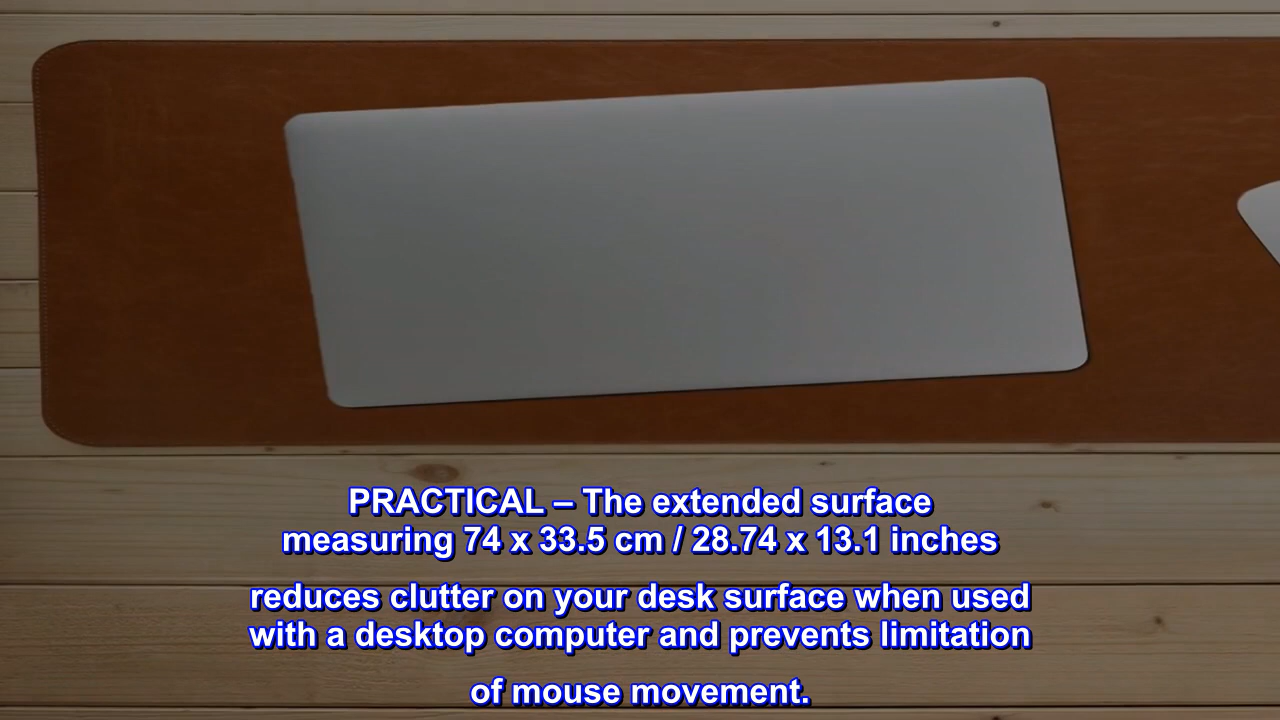 PRACTICAL – The extended surface
measuring 74 x 33.5 cm / 28.74 x 13.1 inches
reduces clutter on your desk surface when used
with a desktop computer and prevents limitation
of mouse movement.